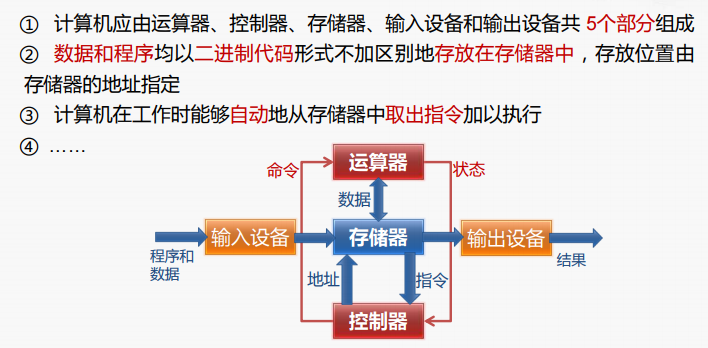 ① 计算机应由运算器、控制器、存储器、输入设备和输出设备共 5个部分组成
② 数据和程序均以二进制代码形式不加区别地存放在存储器中，存放位置由
存储器的地址指定
③ 计算机在工作时能够自动地从存储器中取出指令加以执行
④ ……
命令
运算器
状态
数据
输入设备
存储器
输出设备
程序和
数据
结果
地址
指令
控制器